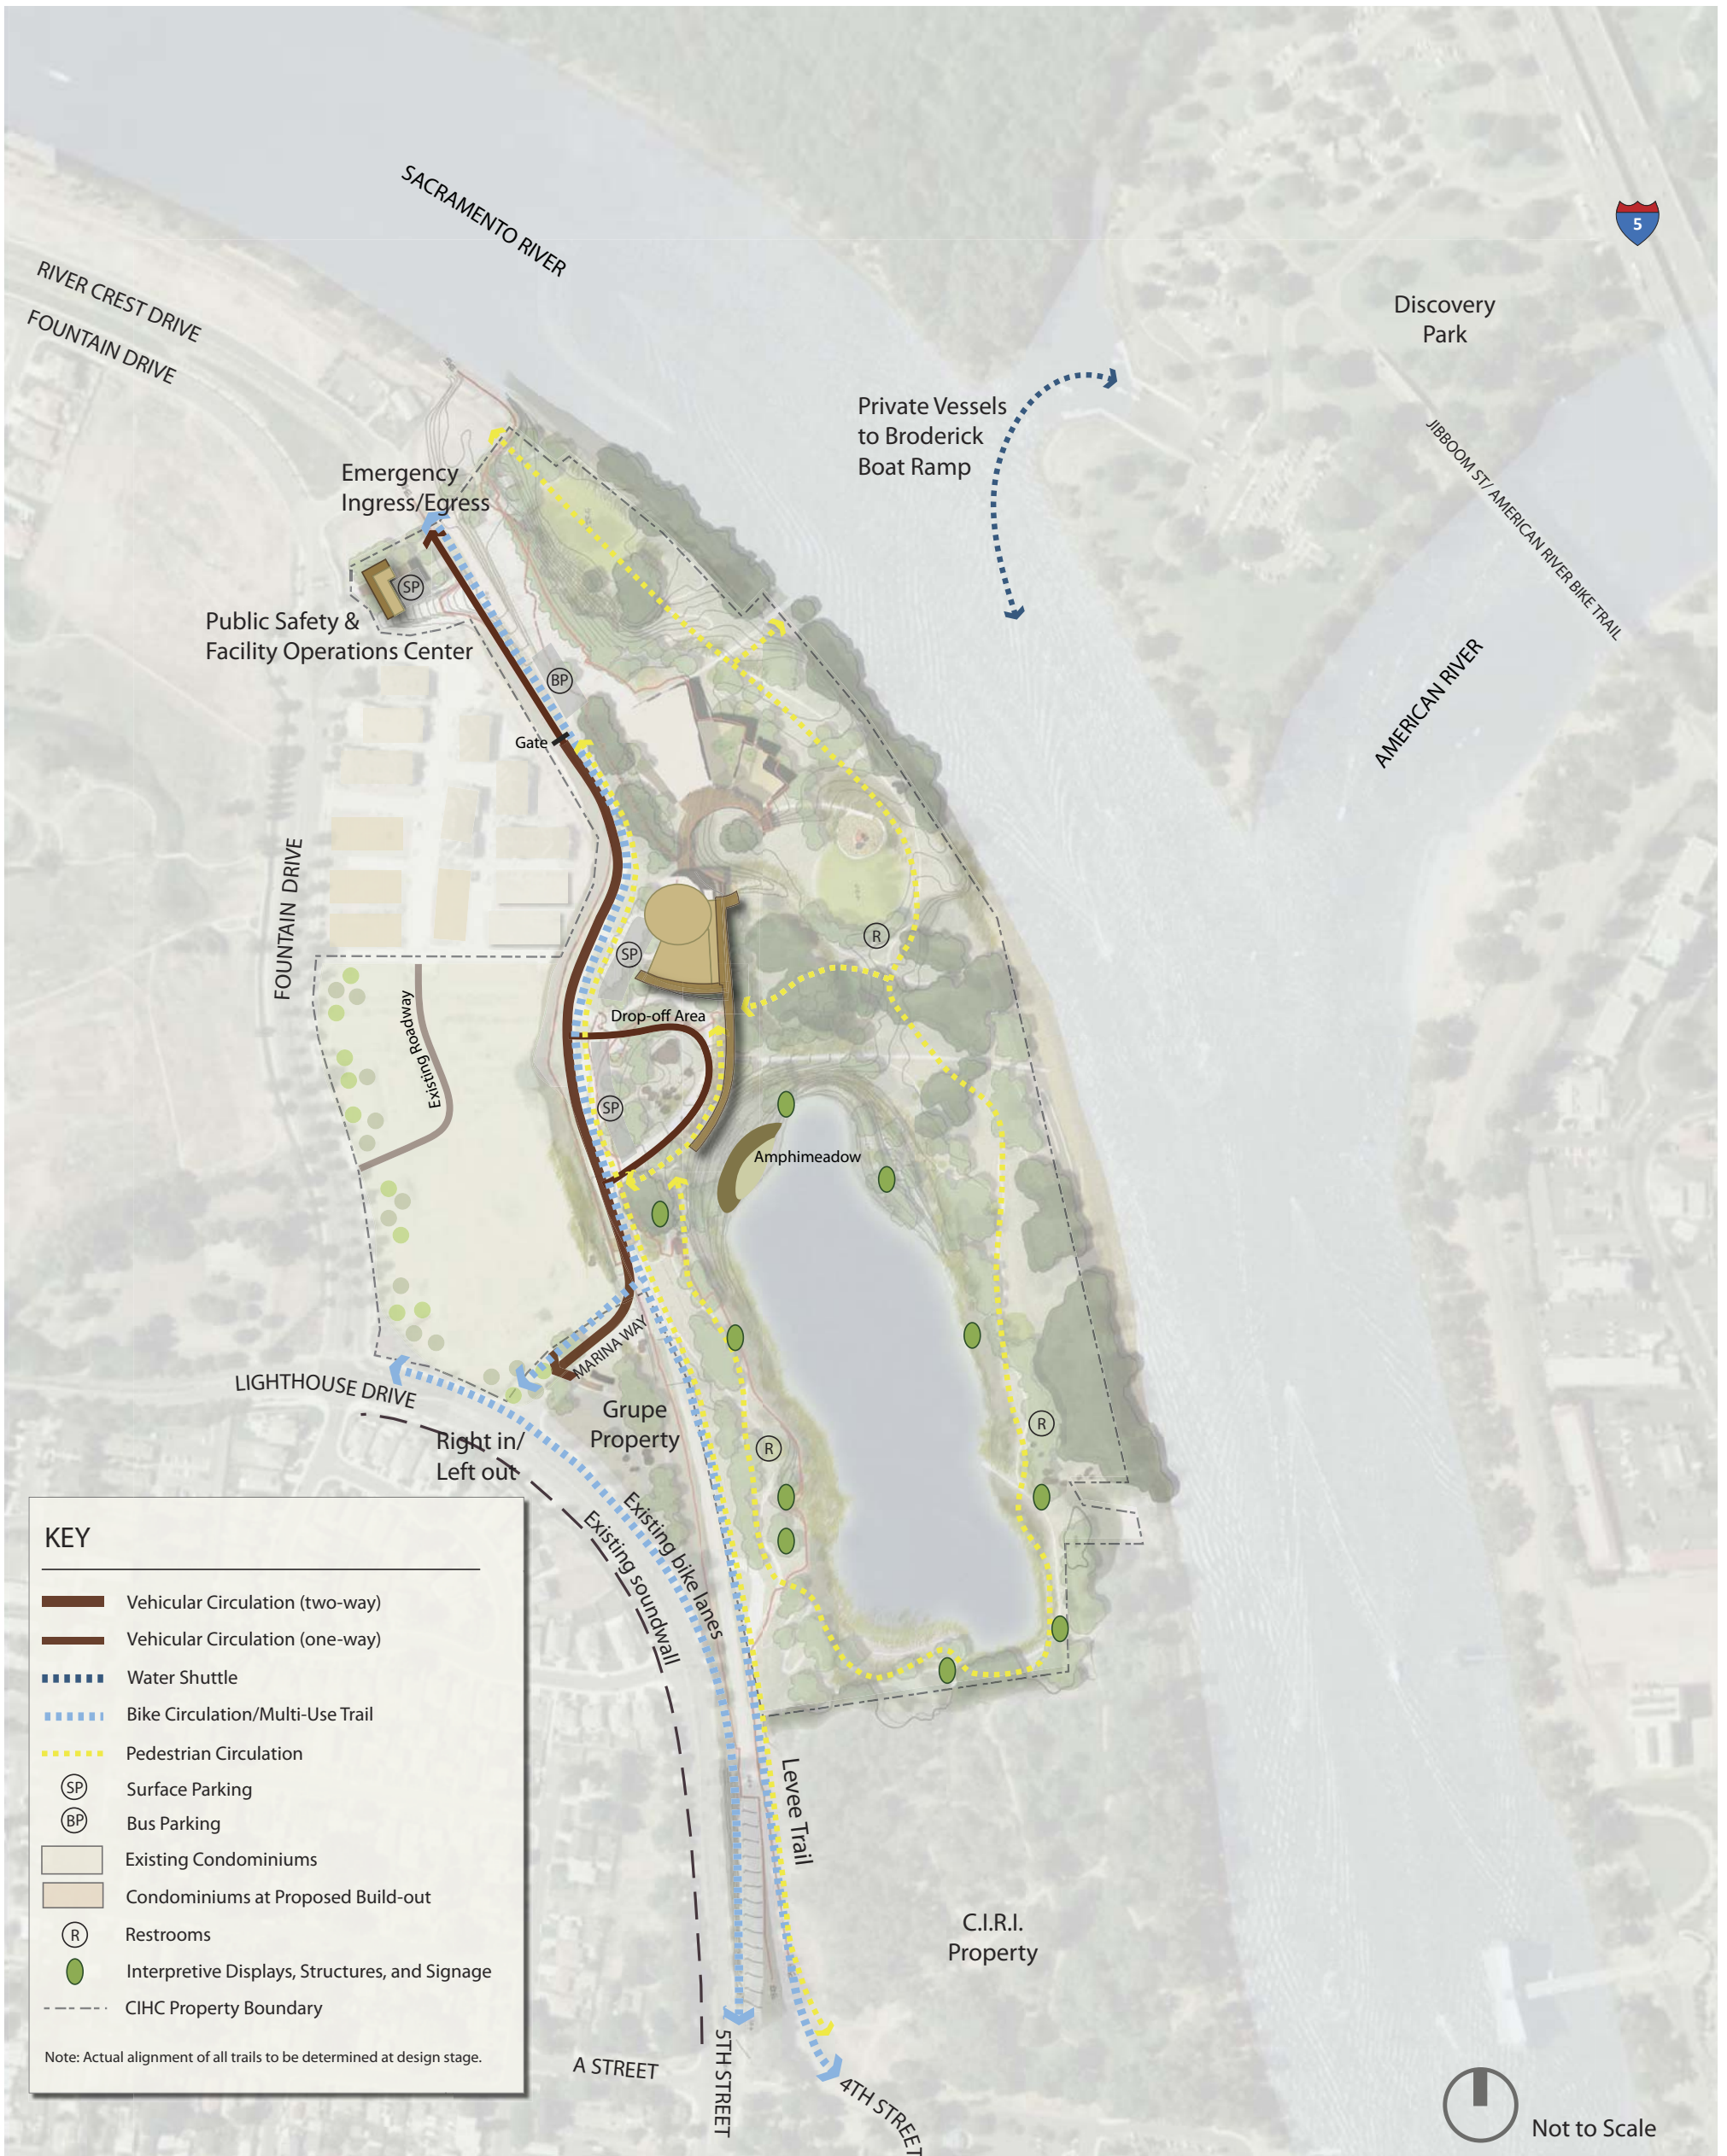 SACRAMENTO RIVER
5
RIVER CREST DRIVE
FOUNTAIN DRIVE
Discovery
Park
Private Vessels
to Broderick
Boat Ramp
JIBBOOM ST/ AMERICAN RIVER BIKE TRAIL
Emergency
Ingress/Egress
SP
Public Safety &
Facility Operations Center
BP
AMERICAN RIVER
Gate
FOUNTAIN DRIVE
R
SP
Existing Roadway
Drop-off Area
SP
Amphimeadow
MARINA WAY
LIGHTHOUSE DRIVE
Grupe
Property
R
R
Right in/
Left out
Existing bike lanes
Existing soundwall
KEY
Vehicular Circulation (two-way)
Vehicular Circulation (one-way)
Water Shuttle
Bike Circulation/Multi-Use Trail
Pedestrian Circulation
SP
Surface Parking
BP
Bus Parking
Existing Condominiums
Condominiums at Proposed Build-out
R
Restrooms
Interpretive Displays, Structures, and Signage
CIHC Property Boundary
Note: Actual alignment of all trails to be determined at design stage.
Levee Trail
C.I.R.I.
Property
A STREET
5TH STREET
4TH STREET
Not to Scale